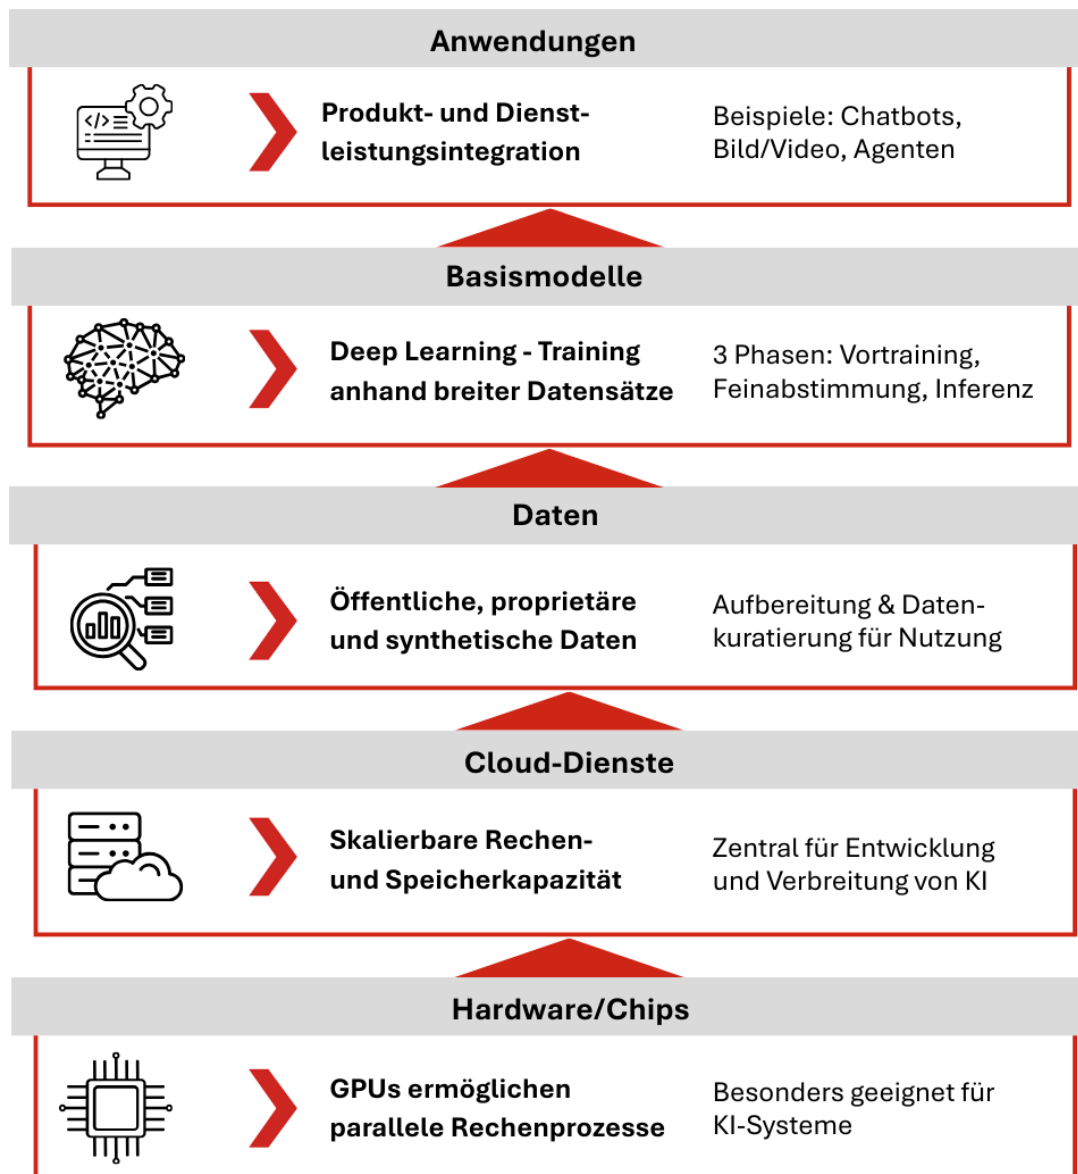 Anwendungen
</>
Produkt- und Dienst-
leistungsintegration
Beispiele: Chatbots,
Bild/Video, Agenten
Basismodelle
Deep Learning - Training
anhand breiter Datensätze
3 Phasen: Vortraining,
Feinabstimmung, Inferenz
Daten
Öffentliche, proprietäre
und synthetische Daten
Aufbereitung & Daten-
kuratierung für Nutzung
Cloud-Dienste
Skalierbare Rechen-
und Speicherkapazität
Zentral für Entwicklung
und Verbreitung von KI
Hardware/Chips
GPUs ermöglichen
parallele Rechenprozesse
Besonders geeignet für
KI-Systeme